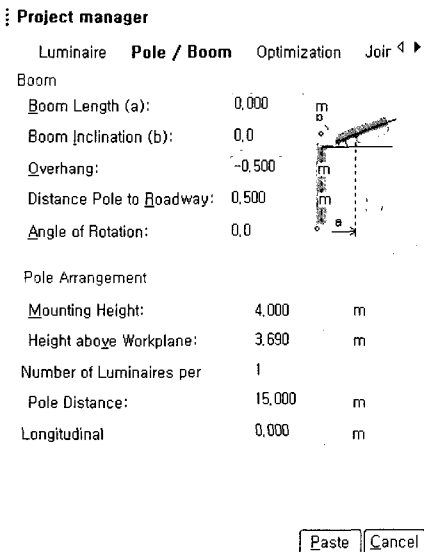 Project manager
Luminaire Pole / Boom Optimization Joir
Boom
Boom Length (a): 0,000 m
Boom Inclination (b): 0,0 °
Overhang: -0,500 m
Distance Pole to Roadway: 0,500 m
Angle of Rotation: 0,0 °
a
Pole Arrangement
Mounting Height: 4,000 m
Height above Workplane: 3,690 m
Number of Luminaires per 1
Pole Distance: 15,000 m
Longitudinal 0,000 m
Paste Cancel